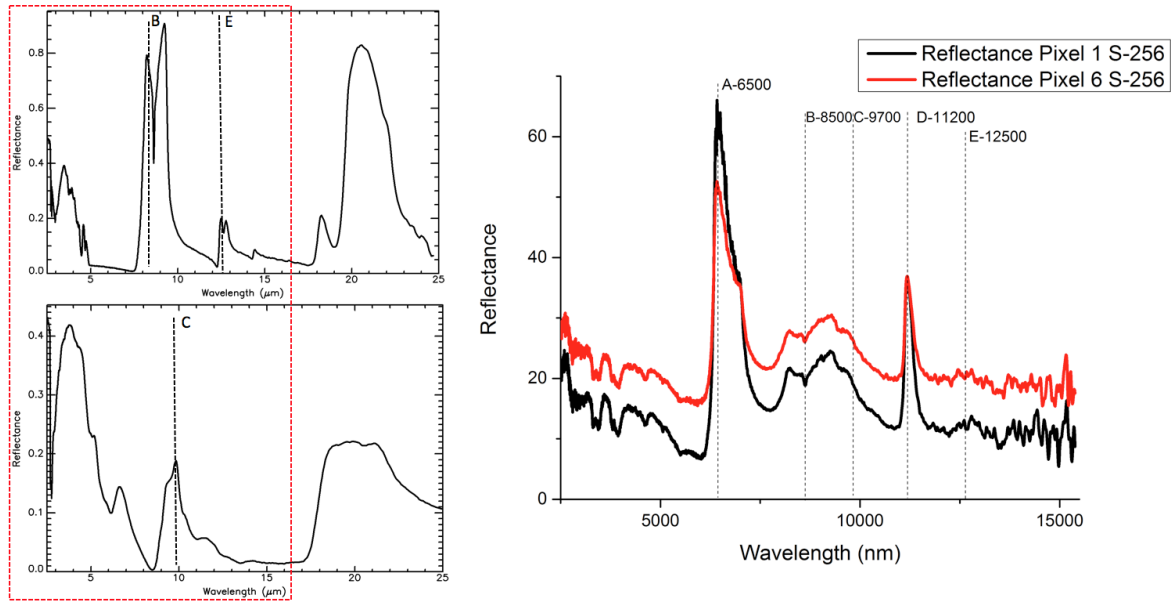 B
E
Reflectance
0.8
0.6
0.4
0.2
0.0
5
10
15
20
25
Wavelength (μm)
0.4
C
0.3
Reflectance
0.2
0.1
0.0
5
10
15
20
25
Wavelength (μm)
Reflectance Pixel 1 S-256
Reflectance Pixel 6 S-256
A-6500
B-8500
C-9700
D-11200
E-12500
Reflectance
60
40
20
0
5000
10000
15000
Wavelength (nm)